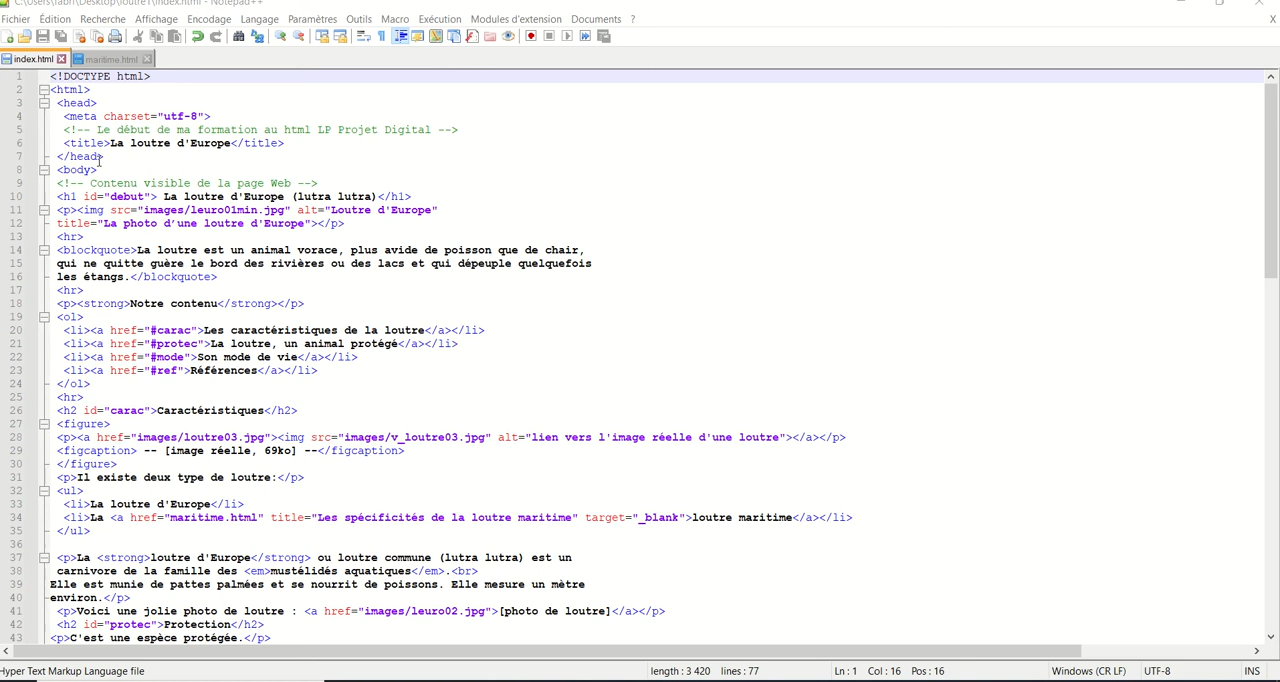 C:\Users\fabri\Desktop\loutre1\index.html - Notepad++
Fichier Édition Recherche Affichage Encodage Langage Paramètres Outils Macro Exécution Modules d'extension Documents ? X
index.html maritime.html
1 <!DOCTYPE html>
2 <html>
3 <head>
4 <meta charset="utf-8">
5 <!-- Le début de ma formation au html LP Projet Digital -->
6 <title>La loutre d'Europe</title>
7 </head>
8 <body>
9 <!-- Contenu visible de la page Web -->
10 <h1 id="debut"> La loutre d'Europe (lutra lutra)</h1>
11 <p><img src="images/leuro01min.jpg" alt="Loutre d'Europe"
12 title="La photo d’une loutre d'Europe"></p>
13 <hr>
14 <blockquote>La loutre est un animal vorace, plus avide de poisson que de chair,
15 qui ne quitte guère le bord des rivières ou des lacs et qui dépeuple quelquefois
16 les étangs.</blockquote>
17 <hr>
18 <p><strong>Notre contenu</strong></p>
19 <ol>
20 <li><a href="#carac">Les caractéristiques de la loutre</a></li>
21 <li><a href="#protec">La loutre, un animal protégé</a></li>
22 <li><a href="#mode">Son mode de vie</a></li>
23 <li><a href="#ref">Références</a></li>
24 </ol>
25 <hr>
26 <h2 id="carac">Caractéristiques</h2>
27 <figure>
28 <p><a href="images/loutre03.jpg"><img src="images/v_loutre03.jpg" alt="lien vers l'image réelle d'une loutre"></a></p>
29 <figcaption> -- [image réelle, 69ko] --</figcaption>
30 </figure>
31 <p>Il existe deux type de loutre:</p>
32 <ul>
33 <li>La loutre d'Europe</li>
34 <li>La <a href="maritime.html" title="Les spécificités de la loutre maritime" target="_blank">loutre maritime</a></li>
35 </ul>
36
37 <p>La <strong>loutre d'Europe</strong> ou loutre commune (lutra lutra) est un
38 carnivore de la famille des <em>mustélidés aquatiques</em>.<br>
39 Elle est munie de pattes palmées et se nourrit de poissons. Elle mesure un mètre
40 environ.</p>
41 <p>Voici une jolie photo de loutre : <a href="images/leuro02.jpg">[photo de loutre]</a></p>
42 <h2 id="protec">Protection</h2>
43 <p>C'est une espèce protégée.</p>
Hyper Text Markup Language file length : 3 420 lines : 77 Ln : 1 Col : 16 Pos : 16 Windows (CR LF) UTF-8 INS